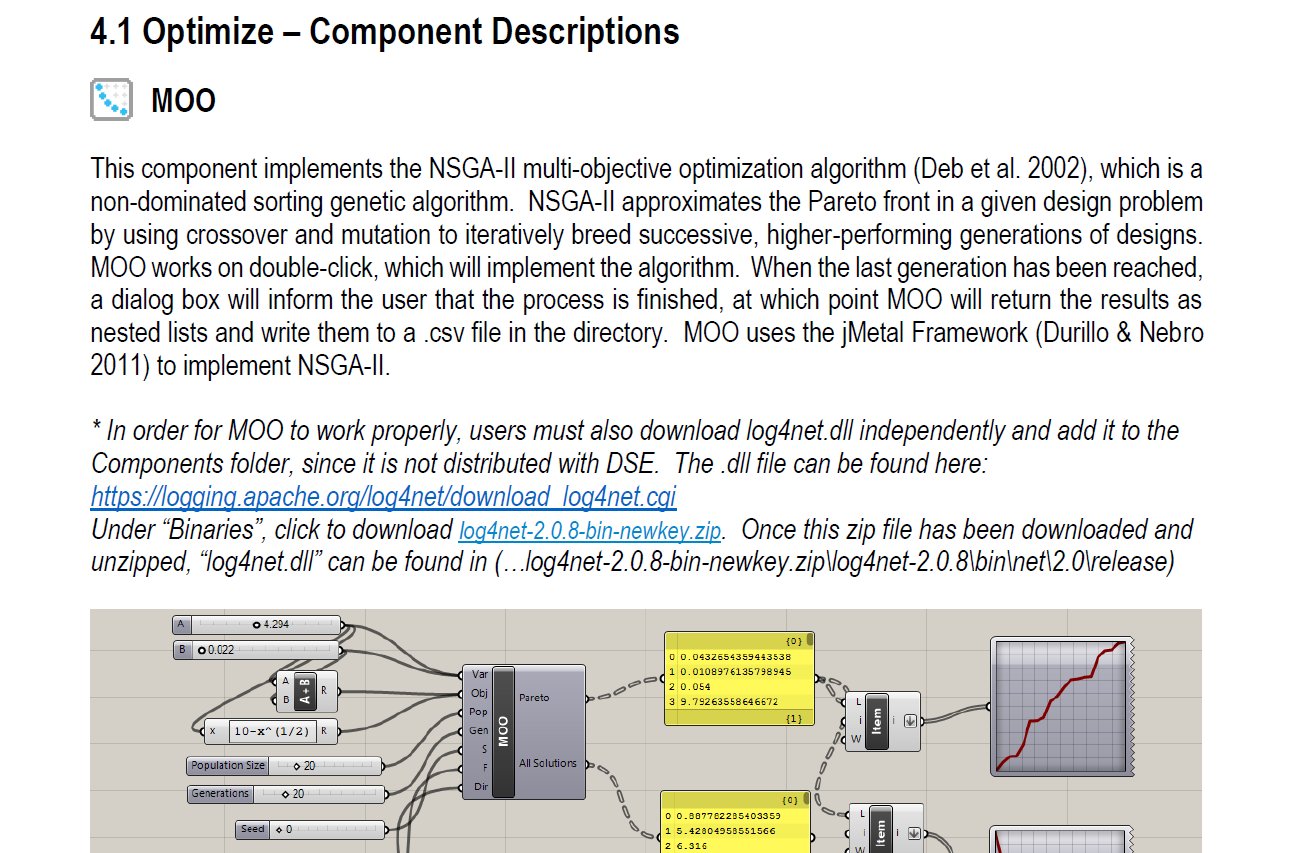 4.1 Optimize – Component Descriptions
MOO
This component implements the NSGA-II multi-objective optimization algorithm (Deb et al. 2002), which is a
non-dominated sorting genetic algorithm.  NSGA-II approximates the Pareto front in a given design problem
by using crossover and mutation to iteratively breed successive, higher-performing generations of designs.
MOO works on double-click, which will implement the algorithm.  When the last generation has been reached,
a dialog box will inform the user that the process is finished, at which point MOO will return the results as
nested lists and write them to a .csv file in the directory.  MOO uses the jMetal Framework (Durillo & Nebro
2011) to implement NSGA-II.
* In order for MOO to work properly, users must also download log4net.dll independently and add it to the
Components folder, since it is not distributed with DSE.  The .dll file can be found here:
https://logging.apache.org/log4net/download_log4net.cgi
Under “Binaries”, click to download log4net-2.0.8-bin-newkey.zip.  Once this zip file has been downloaded and
unzipped, “log4net.dll” can be found in (…log4net-2.0.8-bin-newkey.zip\log4net-2.0.8\bin\net\2.0\release)
A 4.294
B 0.022
A
B
A+B
R
x 10-x^(1/2) R
Population Size 20
Generations 20
Seed 0
Var
Obj
Pop
Gen
S
F
Dir
MOO
Pareto
All Solutions
{0}
0 0.0432654359443538
1 0.0108976135798945
2 0.054
3 9.79263558646672
{1}
{0}
0 0.887782285403359
1 5.42804958551566
2 6.316
L
i
W
Item
i
L
i
W
Item
i